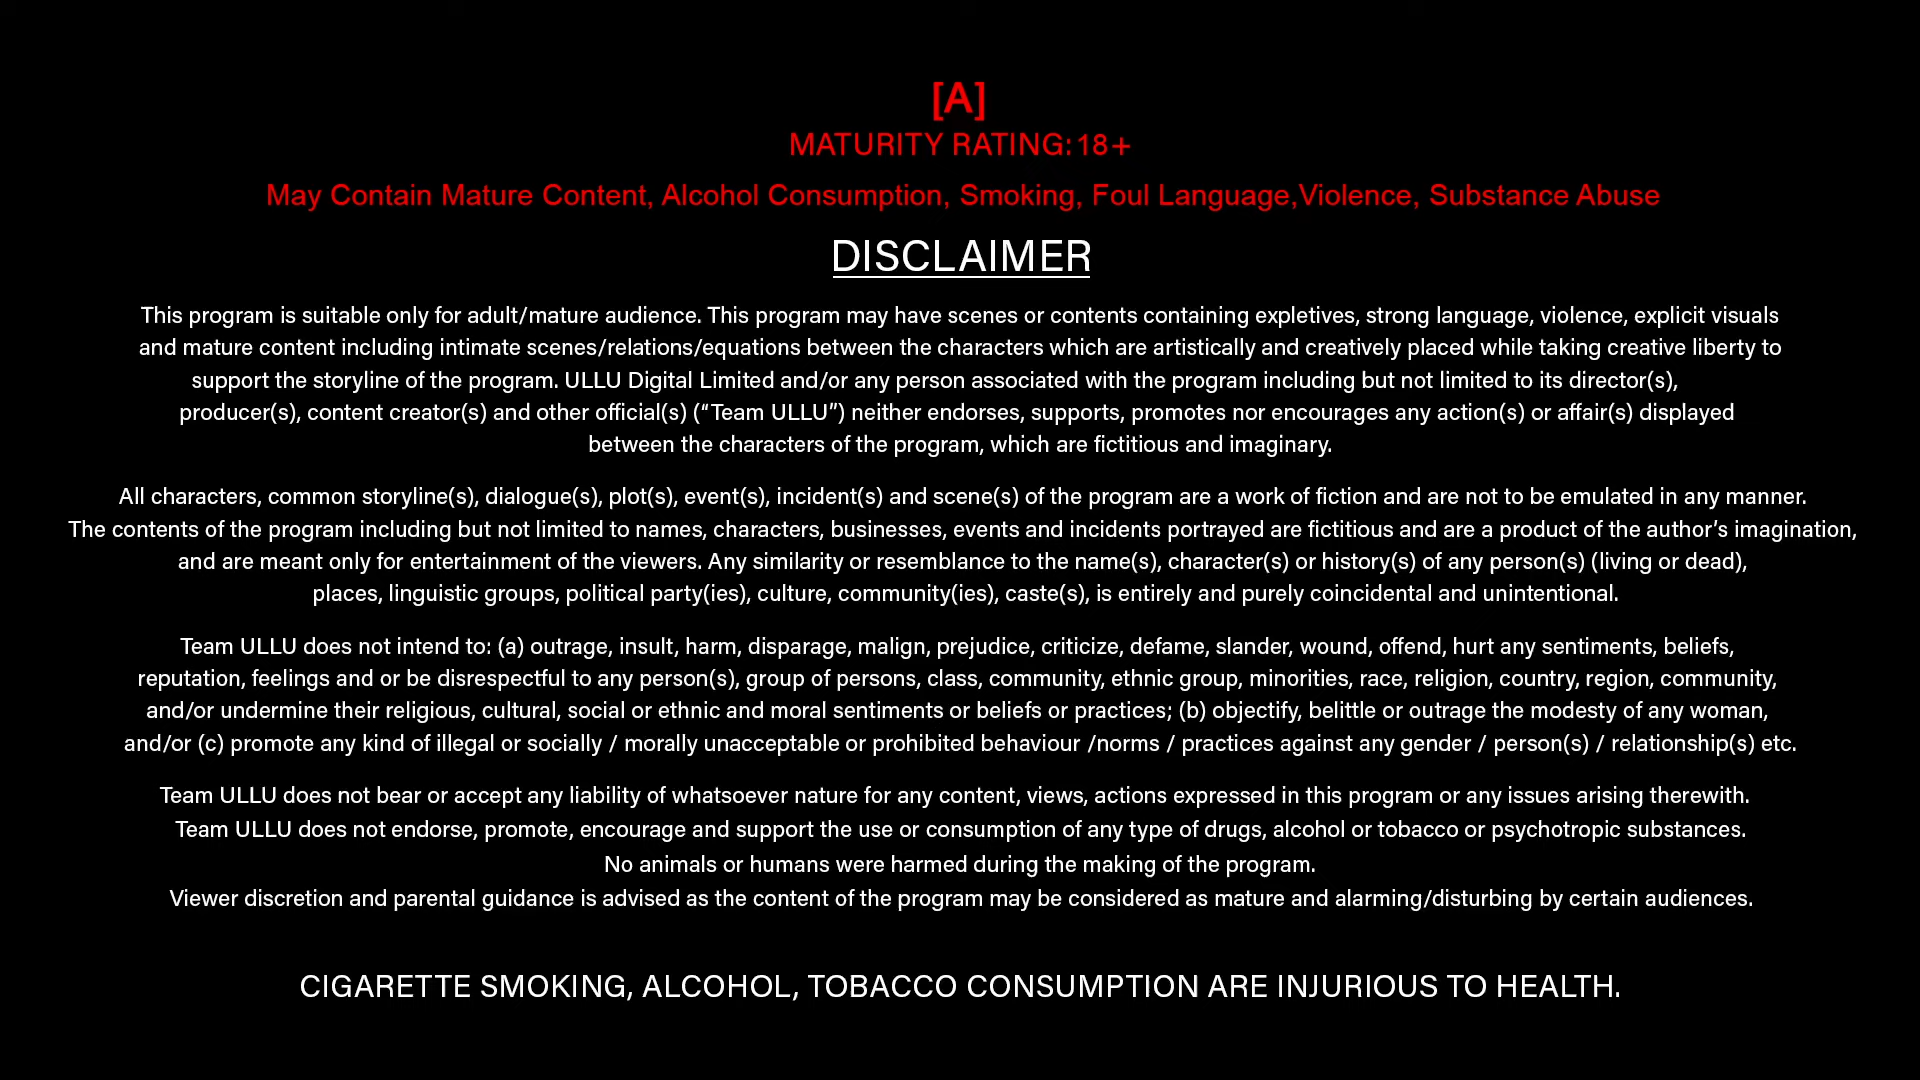 [A]
MATURITY RATING:18+
May Contain Mature Content, Alcohol Consumption, Smoking, Foul Language,Violence, Substance Abuse
DISCLAIMER
This program is suitable only for adult/mature audience. This program may have scenes or contents containing expletives, strong language, violence, explicit visuals
and mature content including intimate scenes/relations/equations between the characters which are artistically and creatively placed while taking creative liberty to
support the storyline of the program. ULLU Digital Limited and/or any person associated with the program including but not limited to its director(s),
producer(s), content creator(s) and other official(s) (“Team ULLU”) neither endorses, supports, promotes nor encourages any action(s) or affair(s) displayed
between the characters of the program, which are fictitious and imaginary.
All characters, common storyline(s), dialogue(s), plot(s), event(s), incident(s) and scene(s) of the program are a work of fiction and are not to be emulated in any manner.
The contents of the program including but not limited to names, characters, businesses, events and incidents portrayed are fictitious and are a product of the author’s imagination,
and are meant only for entertainment of the viewers. Any similarity or resemblance to the name(s), character(s) or history(s) of any person(s) (living or dead),
places, linguistic groups, political party(ies), culture, community(ies), caste(s), is entirely and purely coincidental and unintentional.
Team ULLU does not intend to: (a) outrage, insult, harm, disparage, malign, prejudice, criticize, defame, slander, wound, offend, hurt any sentiments, beliefs,
reputation, feelings and or be disrespectful to any person(s), group of persons, class, community, ethnic group, minorities, race, religion, country, region, community,
and/or undermine their religious, cultural, social or ethnic and moral sentiments or beliefs or practices; (b) objectify, belittle or outrage the modesty of any woman,
and/or (c) promote any kind of illegal or socially / morally unacceptable or prohibited behaviour /norms / practices against any gender / person(s) / relationship(s) etc.
Team ULLU does not bear or accept any liability of whatsoever nature for any content, views, actions expressed in this program or any issues arising therewith.
Team ULLU does not endorse, promote, encourage and support the use or consumption of any type of drugs, alcohol or tobacco or psychotropic substances.
No animals or humans were harmed during the making of the program.
Viewer discretion and parental guidance is advised as the content of the program may be considered as mature and alarming/disturbing by certain audiences.
CIGARETTE SMOKING, ALCOHOL, TOBACCO CONSUMPTION ARE INJURIOUS TO HEALTH.